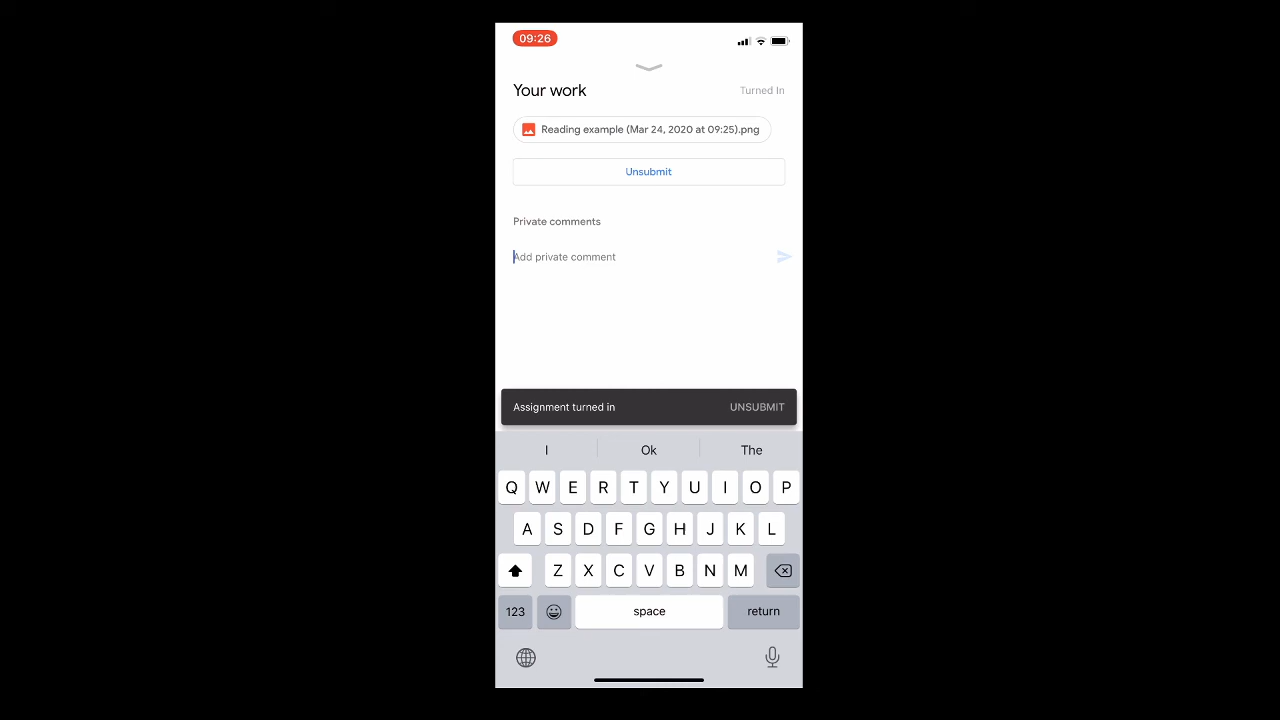 09:26
Your work Turned In
Reading example (Mar 24, 2020 at 09:25).png
Unsubmit
Private comments
Add private comment
Assignment turned in UNSUBMIT
I Ok The
Q W E R T Y U I O P
A S D F G H J K L
Z X C V B N M
123 space return